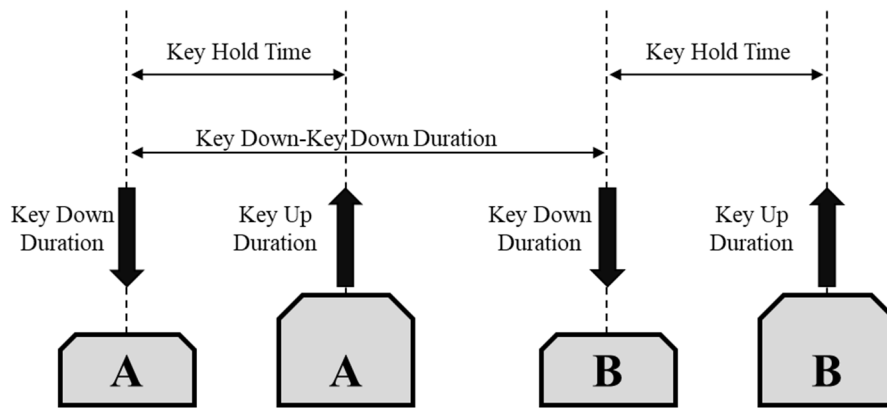 Key Hold Time
Key Hold Time
Key Down-Key Down Duration
Key Down
Duration
Key Up
Duration
Key Down
Duration
Key Up
Duration
A
A
B
B